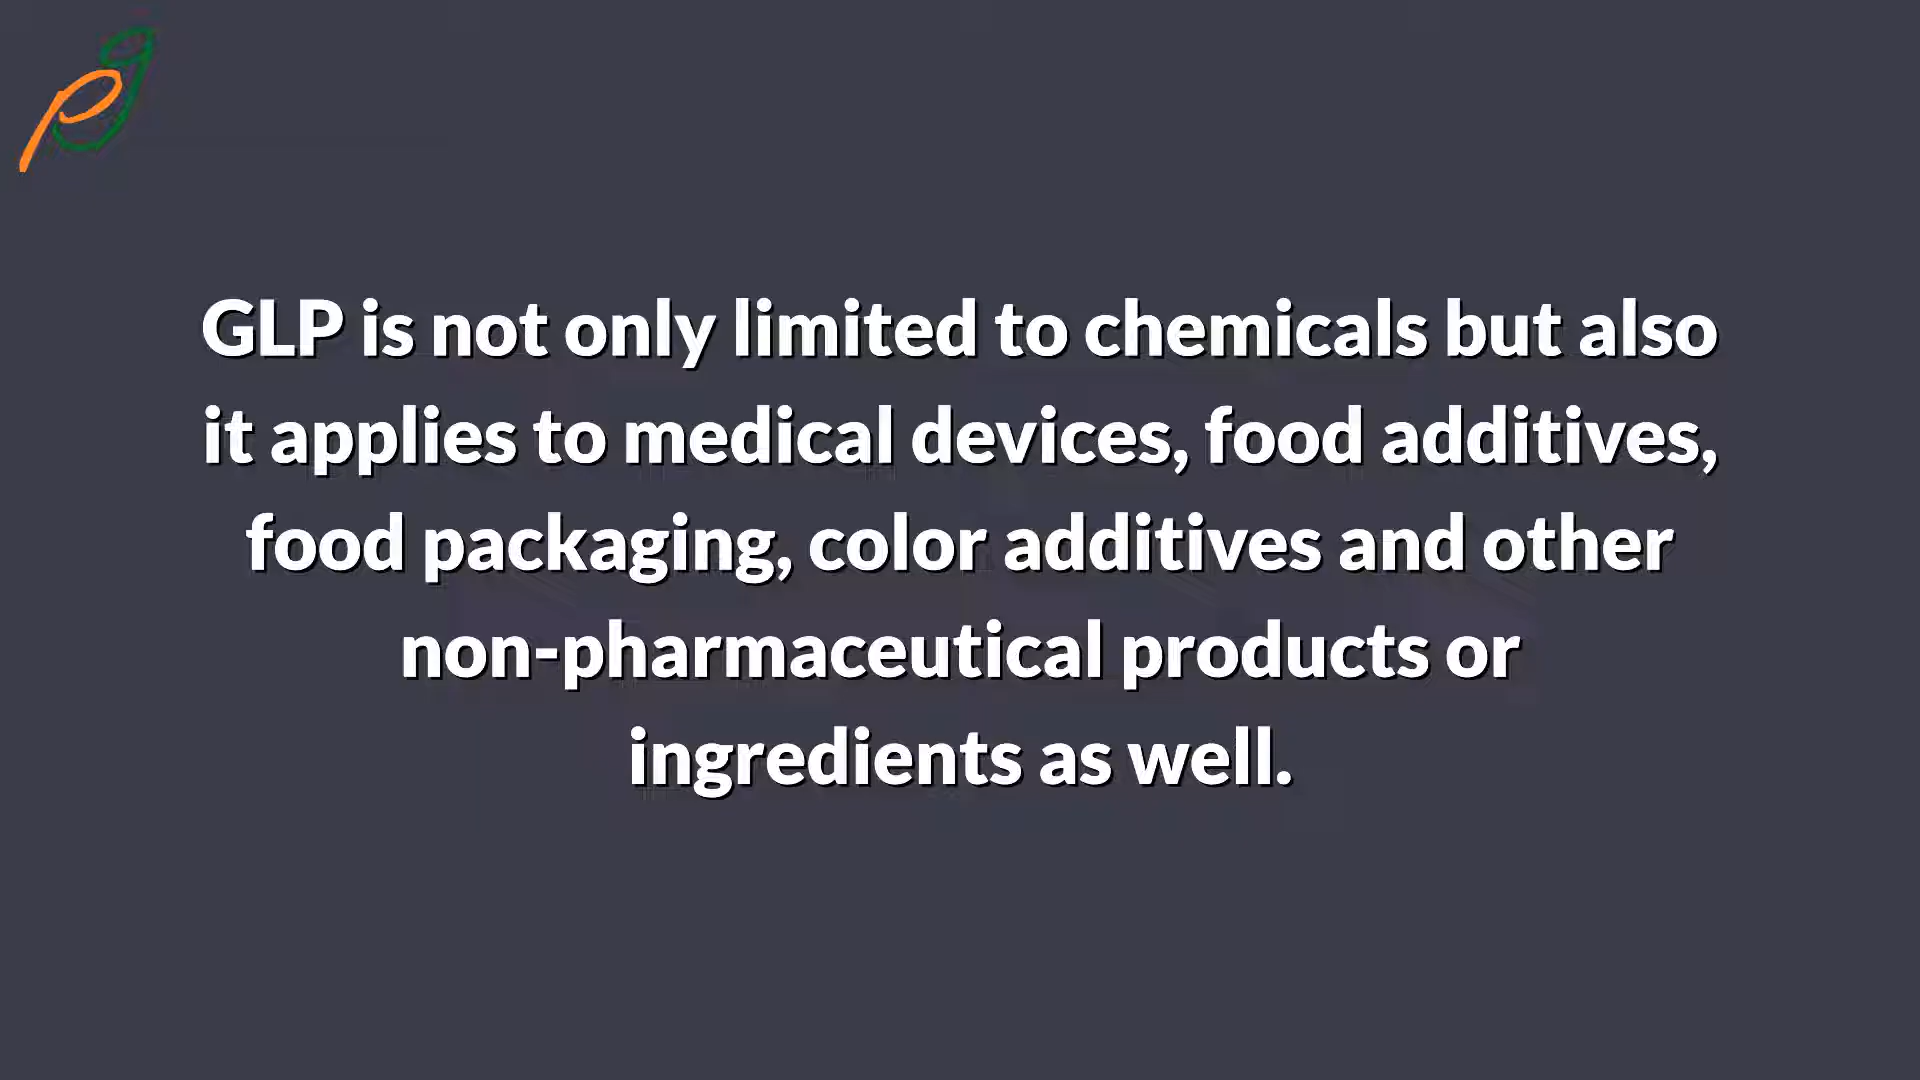 GLP is not only limited to chemicals but also
it applies to medical devices, food additives,
food packaging, color additives and other
non-pharmaceutical products or
ingredients as well.